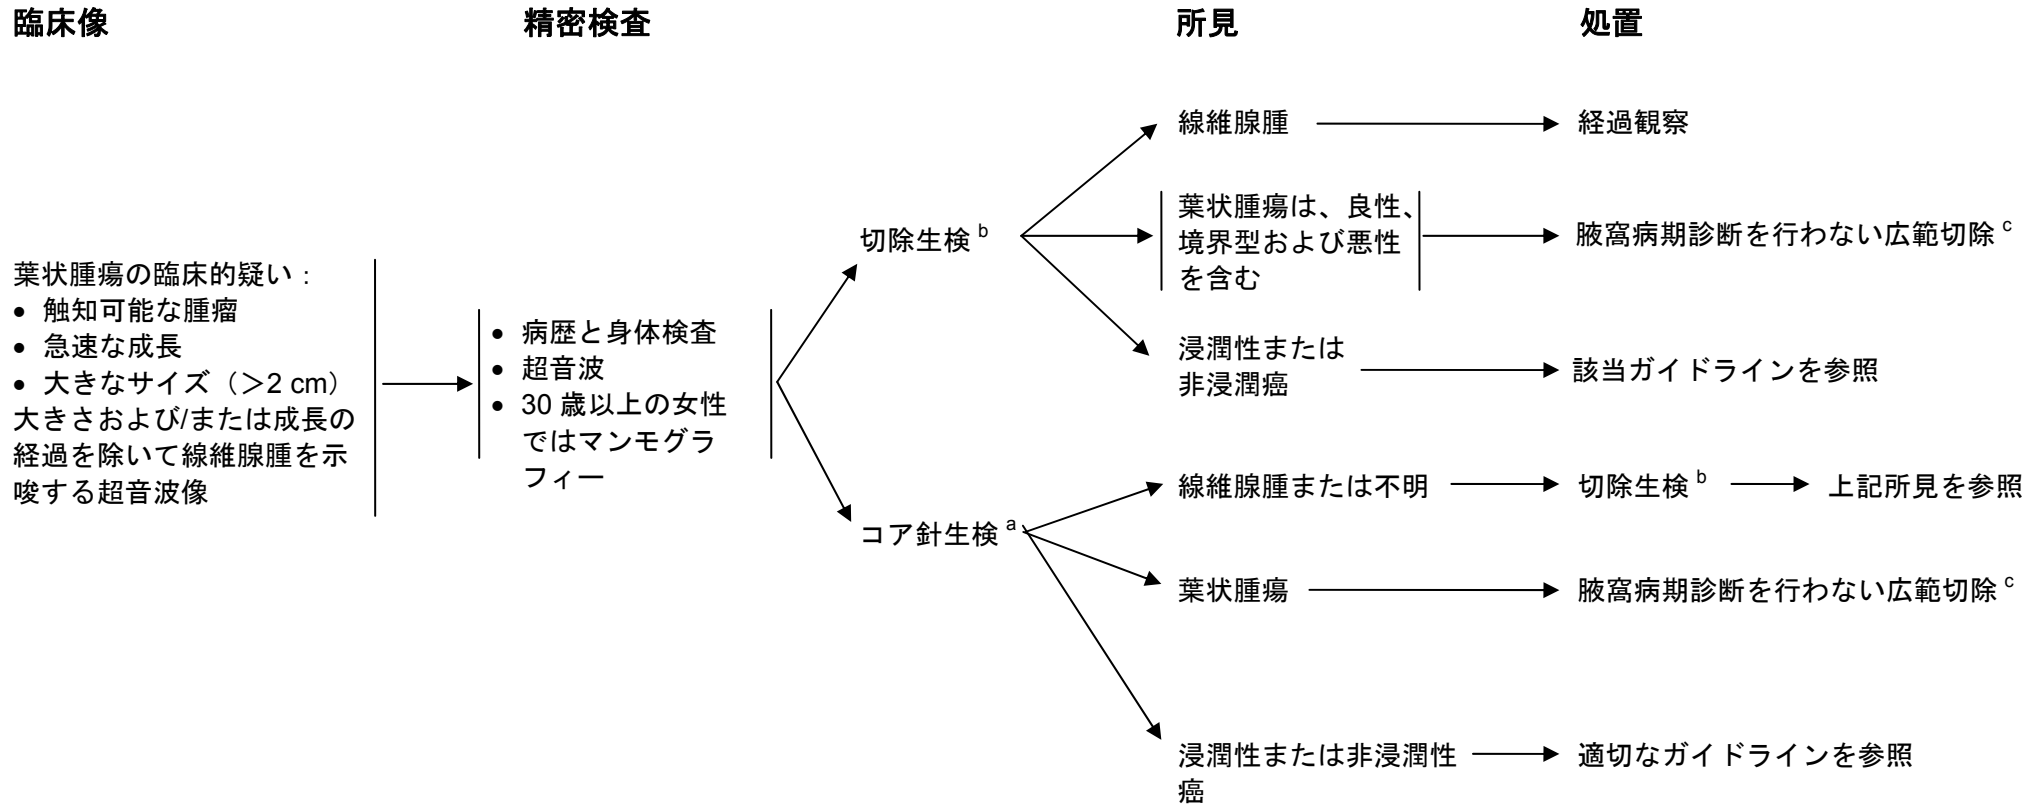 臨床像
精密検査
所見
処置
葉状腫瘍の臨床的疑い：
• 触知可能な腫瘤
• 急速な成長
• 大きなサイズ（＞2 cm）
大きさおよび/または成長の
経過を除いて線維腺腫を示
唆する超音波像
• 病歴と身体検査
• 超音波
• 30 歳以上の女性
ではマンモグラ
フィー
切除生検 b
線維腺腫
経過観察
葉状腫瘍は、良性、
境界型および悪性
を含む
腋窩病期診断を行わない広範切除 c
浸潤性または
非浸潤癌
該当ガイドラインを参照
コア針生検 a
線維腺腫または不明
切除生検 b
上記所見を参照
葉状腫瘍
腋窩病期診断を行わない広範切除 c
浸潤性または非浸潤性
癌
適切なガイドラインを参照